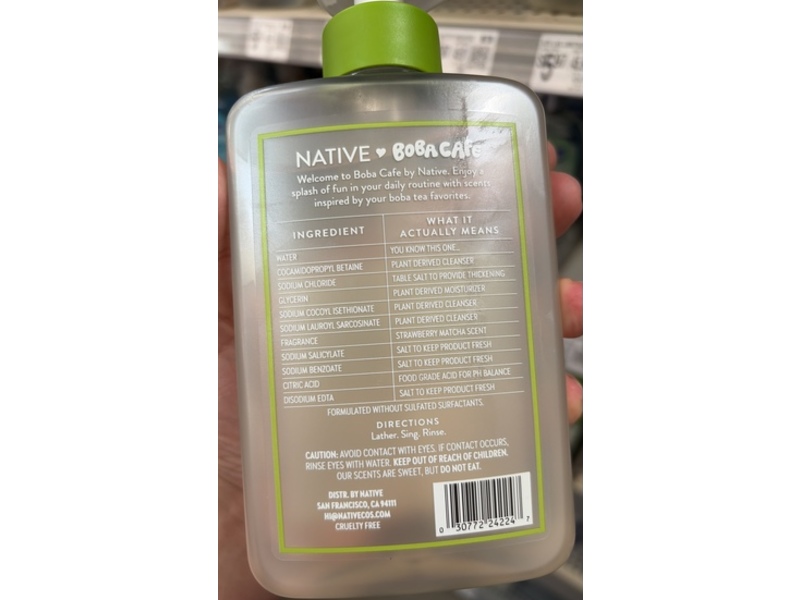 NATIVE ♥ BOBA CAFE
Welcome to Boba Cafe by Native. Enjoy a
splash of fun in your daily routine with scents
inspired by your boba tea favorites.
INGREDIENT WHAT IT ACTUALLY MEANS
WATER YOU KNOW THIS ONE...
COCAMIDOPROPYL BETAINE PLANT DERIVED CLEANSER
SODIUM CHLORIDE TABLE SALT TO PROVIDE THICKENING
GLYCERIN PLANT DERIVED MOISTURIZER
SODIUM COCOYL ISETHIONATE PLANT DERIVED CLEANSER
SODIUM LAUROYL SARCOSINATE PLANT DERIVED CLEANSER
FRAGRANCE STRAWBERRY MATCHA SCENT
SODIUM SALICYLATE SALT TO KEEP PRODUCT FRESH
SODIUM BENZOATE SALT TO KEEP PRODUCT FRESH
CITRIC ACID FOOD GRADE ACID FOR PH BALANCE
DISODIUM EDTA SALT TO KEEP PRODUCT FRESH
FORMULATED WITHOUT SULFATED SURFACTANTS.
DIRECTIONS
Lather. Sing. Rinse.
CAUTION: AVOID CONTACT WITH EYES. IF CONTACT OCCURS,
RINSE EYES WITH WATER. KEEP OUT OF REACH OF CHILDREN.
OUR SCENTS ARE SWEET, BUT DO NOT EAT.
DISTR. BY NATIVE
SAN FRANCISCO, CA 94111
HI@NATIVECOS.COM
CRUELTY FREE
0 30772 24224 7